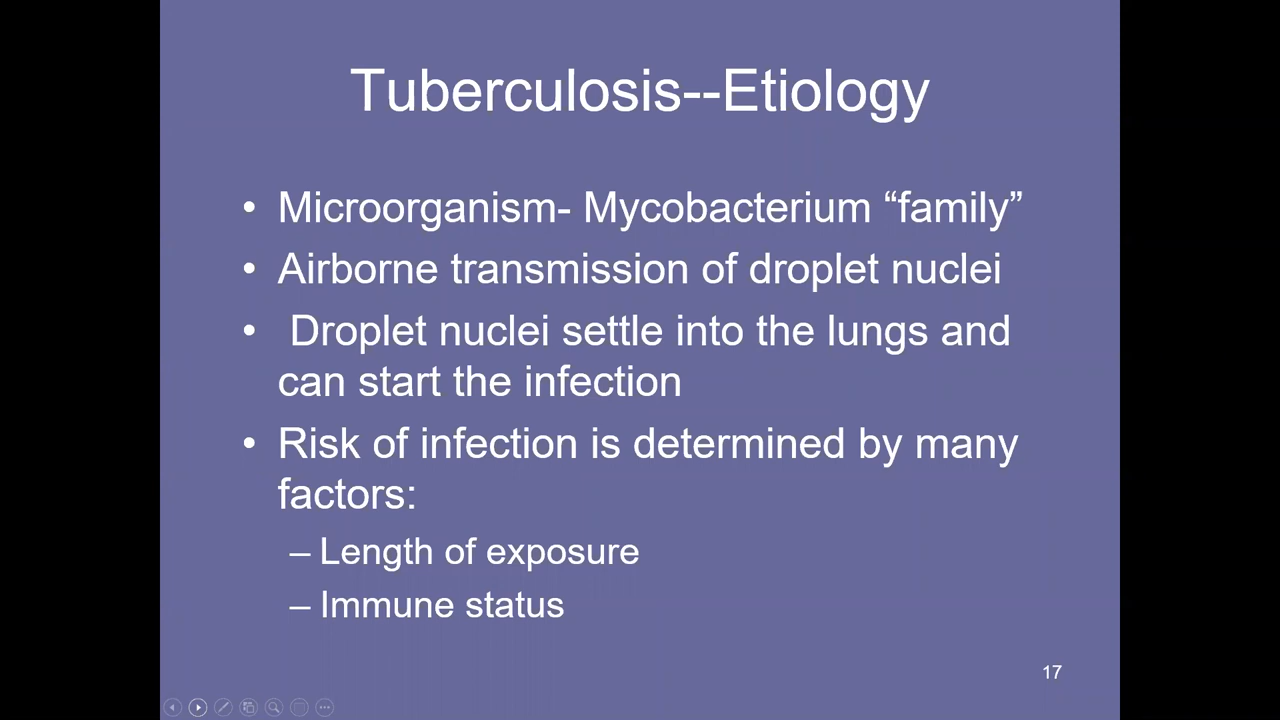 Tuberculosis--Etiology
• Microorganism- Mycobacterium “family”
• Airborne transmission of droplet nuclei
• Droplet nuclei settle into the lungs and
can start the infection
• Risk of infection is determined by many
factors:
– Length of exposure
– Immune status
17